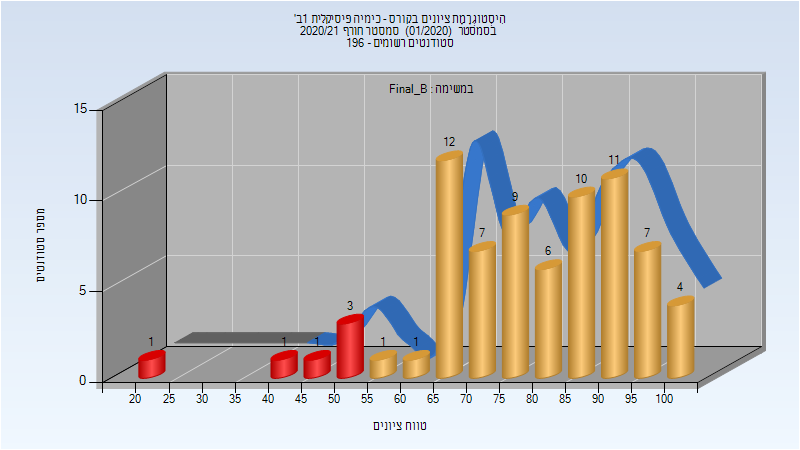 היסטוגרמת ציונים בקורס - כימיה פיסיקלית 1ב'
בסמסטר (01/2020) סמסטר חורף 2020/21
סטודנטים רשומים - 196
במשימה : Final_B
מספר סטודנטים
15
10
5
0
1
1
1
3
1
1
12
7
9
6
10
11
7
4
20 25 30 35 40 45 50 55 60 65 70 75 80 85 90 95 100
טווח ציונים